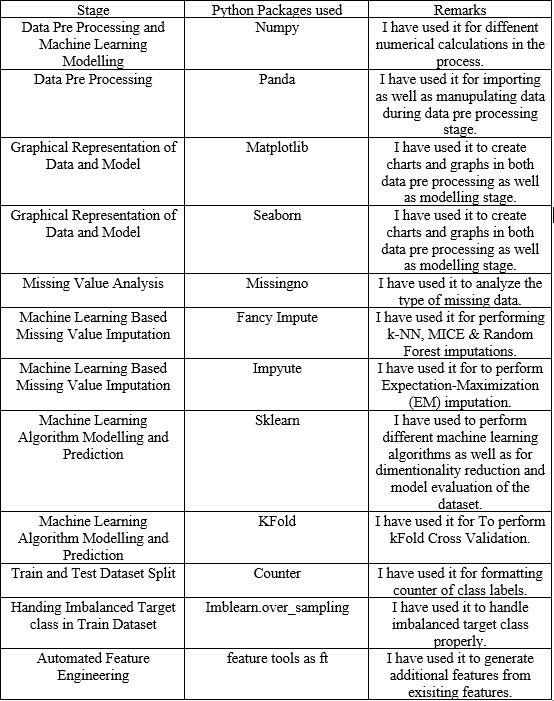 Stage Python Packages used Remarks
Data Pre Processing and Numpy I have used it for diffenent
Machine Learning numerical calculations in the
Modelling process.
Data Pre Processing Panda I have used it for importing
as well as manupulating data
during data pre processing
stage.
Graphical Representation of Matplotlib I have used it to create
Data and Model charts and graphs in both
data pre processing as well
as modelling stage.
Graphical Representation of Seaborn I have used it to create
Data and Model charts and graphs in both
data pre processing as well
as modelling stage.
Missing Value Analysis Missingno I have used it to analyze the
type of missing data.
Machine Learning Based Fancy Impute I have used it for performing
Missing Value Imputation k-NN, MICE & Random
Forest imputations.
Machine Learning Based Impyute I have used it for to perform
Missing Value Imputation Expectation-Maximization
(EM) imputation.
Machine Learning Sklearn I have used to perform
Algorithm Modelling and different machine learning
Prediction algorithms as well as for
dimentionality reduction and
model evaluation of the
dataset.
Machine Learning KFold I have used it for To perform
Algorithm Modelling and kFold Cross Validation.
Prediction
Train and Test Dataset Split Counter I have used it for formatting
counter of class labels.
Handing Imbalanced Target Imblearn.over_sampling I have used it to handle
class in Train Dataset imbalanced target class
properly.
Automated Feature feature tools as ft I have used it to generate
Engineering additional features from
exisiting features.